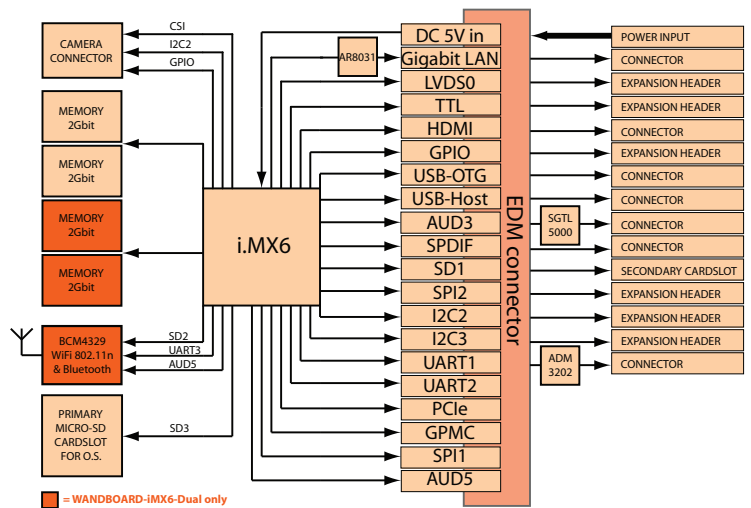 CAMERA
CONNECTOR
CSI
I2C2
GPIO
MEMORY
2Gbit
MEMORY
2Gbit
MEMORY
2Gbit
MEMORY
2Gbit
BCM4329
WiFi 802.11n
& Bluetooth
SD2
UART3
AUD5
PRIMARY
MICRO-SD
CARDSLOT
FOR O.S.
SD3
= WANDBOARD-iMX6-Dual only
i.MX6
AR8031
DC 5V in
Gigabit LAN
LVDS0
TTL
HDMI
GPIO
USB-OTG
USB-Host
AUD3
SPDIF
SD1
SPI2
I2C2
I2C3
UART1
UART2
PCIe
GPMC
SPI1
AUD5
EDM connector
SGTL
5000
ADM
3202
POWER INPUT
CONNECTOR
EXPANSION HEADER
EXPANSION HEADER
CONNECTOR
EXPANSION HEADER
CONNECTOR
CONNECTOR
CONNECTOR
CONNECTOR
SECONDARY CARDSLOT
EXPANSION HEADER
EXPANSION HEADER
EXPANSION HEADER
CONNECTOR